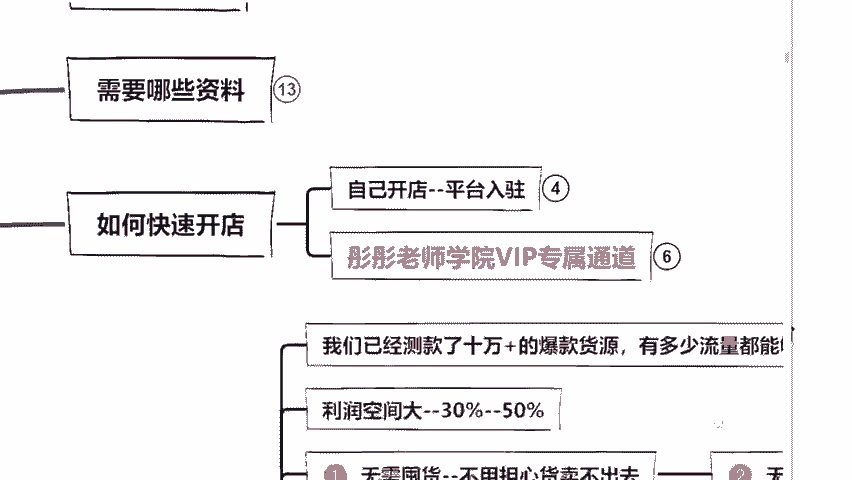 需要哪些资料
13
如何快速开店
自己开店--平台入驻
4
彤彤老师学院VIP专属通道
6
我们已经测款了十万+的爆款货源，有多少流量都能
利润空间大--30%--50%
1 无需囤货--不用担心货卖不出去
2 无